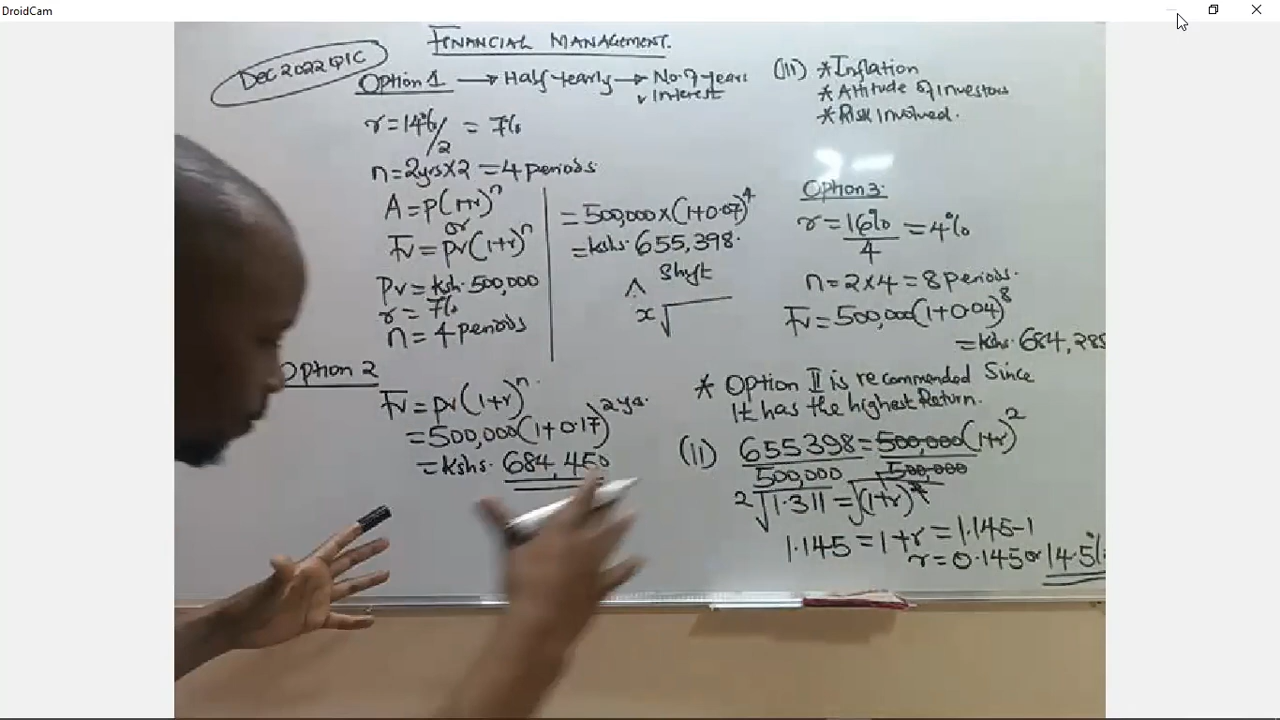 DroidCam
FINANCIAL MANAGEMENT.
Dec 2022 Q1C
Option 1 → Half yearly → No. of years
Interest
r = 14%/2 = 7%
n = 2yrs x 2 = 4 periods.
A = p(1+r)^n
or
Fv = pv(1+r)^n
Pv = ksh. 500,000
r = 7%
n = 4 periods
= 500,000 x (1+0.07)^4
= kshs. 655,398.
^ Shift
x√
Option 2
Fv = pv(1+r)^n.
= 500,000(1+0.17)^2yrs.
= kshs. 684,450
(III) * Inflation
* Attitude of investors
* Risk involved.
Option 3.
r = 16%/4 = 4%
n = 2 x 4 = 8 periods.
Fv = 500,000(1+0.04)^8
= kshs. 684,285
* Option II is recommended Since
It has the highest Return.
(II) 655398 = 500,000(1+r)^2
500,000 500,000
2√1.311 = √(1+r)^2
1.145 = 1+r = 1.145-1
r = 0.145 or 14.5%